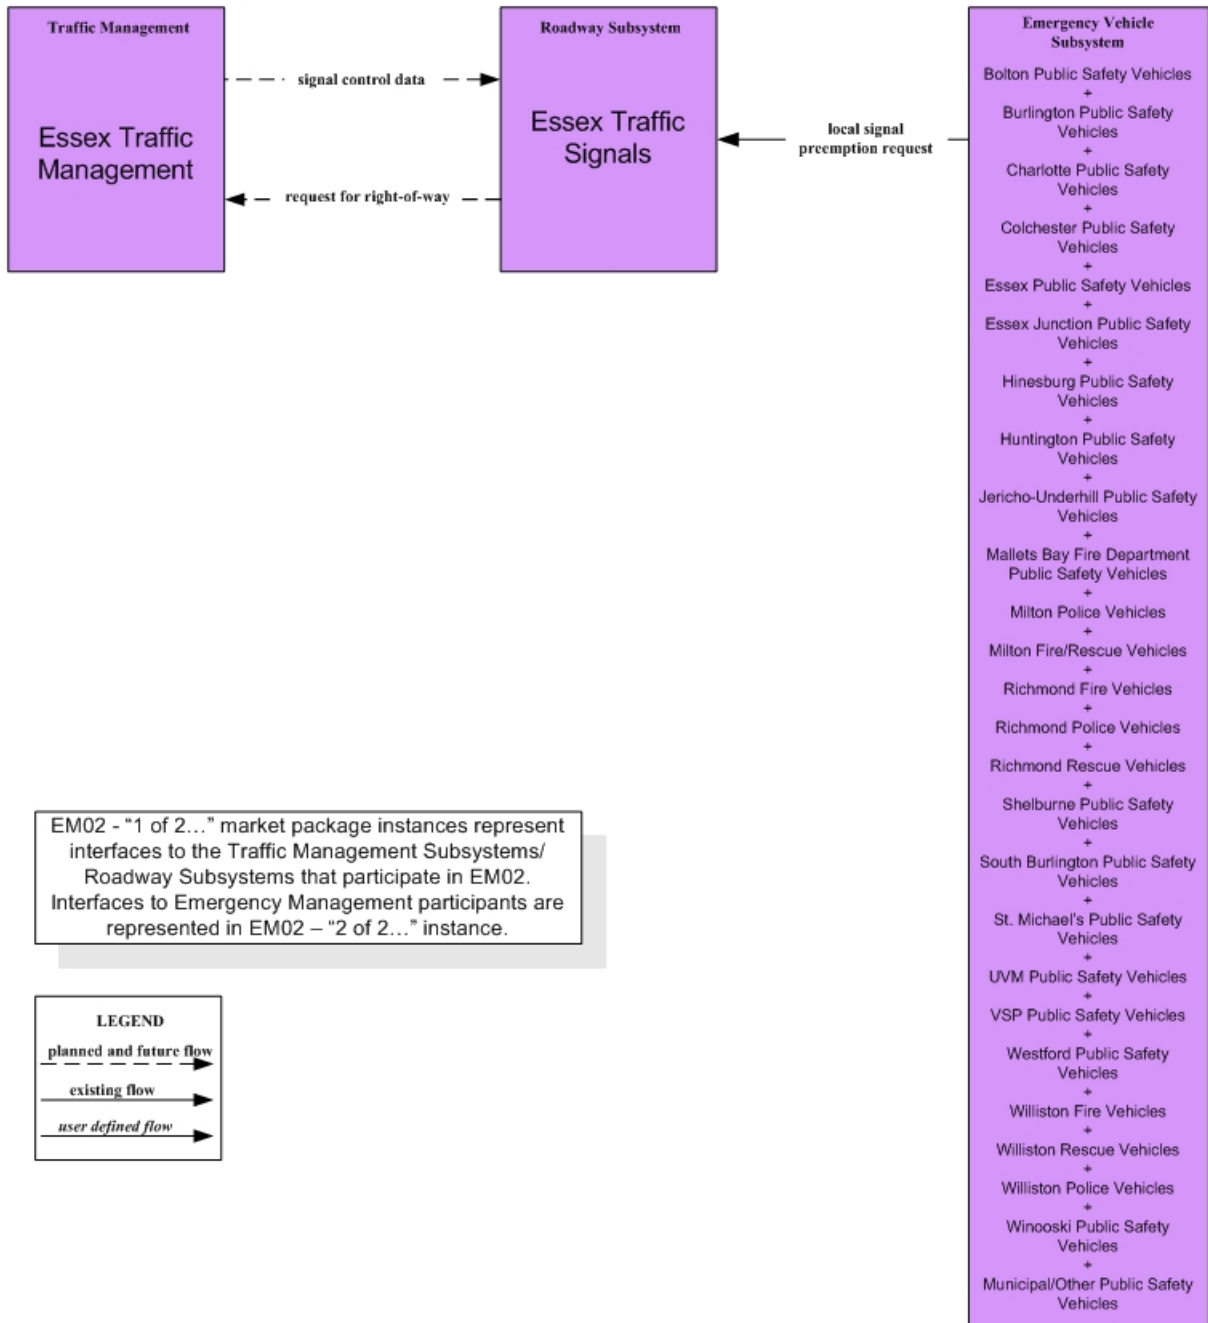 Traffic Management
Essex Traffic
Management
signal control data
request for right-of-way
Roadway Subsystem
Essex Traffic
Signals
local signal
preemption request
Emergency Vehicle
Subsystem
Bolton Public Safety Vehicles
+
Burlington Public Safety
Vehicles
+
Charlotte Public Safety
Vehicles
+
Colchester Public Safety
Vehicles
+
Essex Public Safety Vehicles
+
Essex Junction Public Safety
Vehicles
+
Hinesburg Public Safety
Vehicles
+
Huntington Public Safety
Vehicles
+
Jericho-Underhill Public Safety
Vehicles
+
Mallets Bay Fire Department
Public Safety Vehicles
+
Milton Police Vehicles
+
Milton Fire/Rescue Vehicles
+
Richmond Fire Vehicles
+
Richmond Police Vehicles
+
Richmond Rescue Vehicles
+
Shelburne Public Safety
Vehicles
+
South Burlington Public Safety
Vehicles
+
St. Michael's Public Safety
Vehicles
+
UVM Public Safety Vehicles
+
VSP Public Safety Vehicles
+
Westford Public Safety
Vehicles
+
Williston Fire Vehicles
+
Williston Rescue Vehicles
+
Williston Police Vehicles
+
Winooski Public Safety
Vehicles
+
Municipal/Other Public Safety
Vehicles
EM02 - “1 of 2…” market package instances represent
interfaces to the Traffic Management Subsystems/
Roadway Subsystems that participate in EM02.
Interfaces to Emergency Management participants are
represented in EM02 – “2 of 2…” instance.
LEGEND
planned and future flow
existing flow
user defined flow